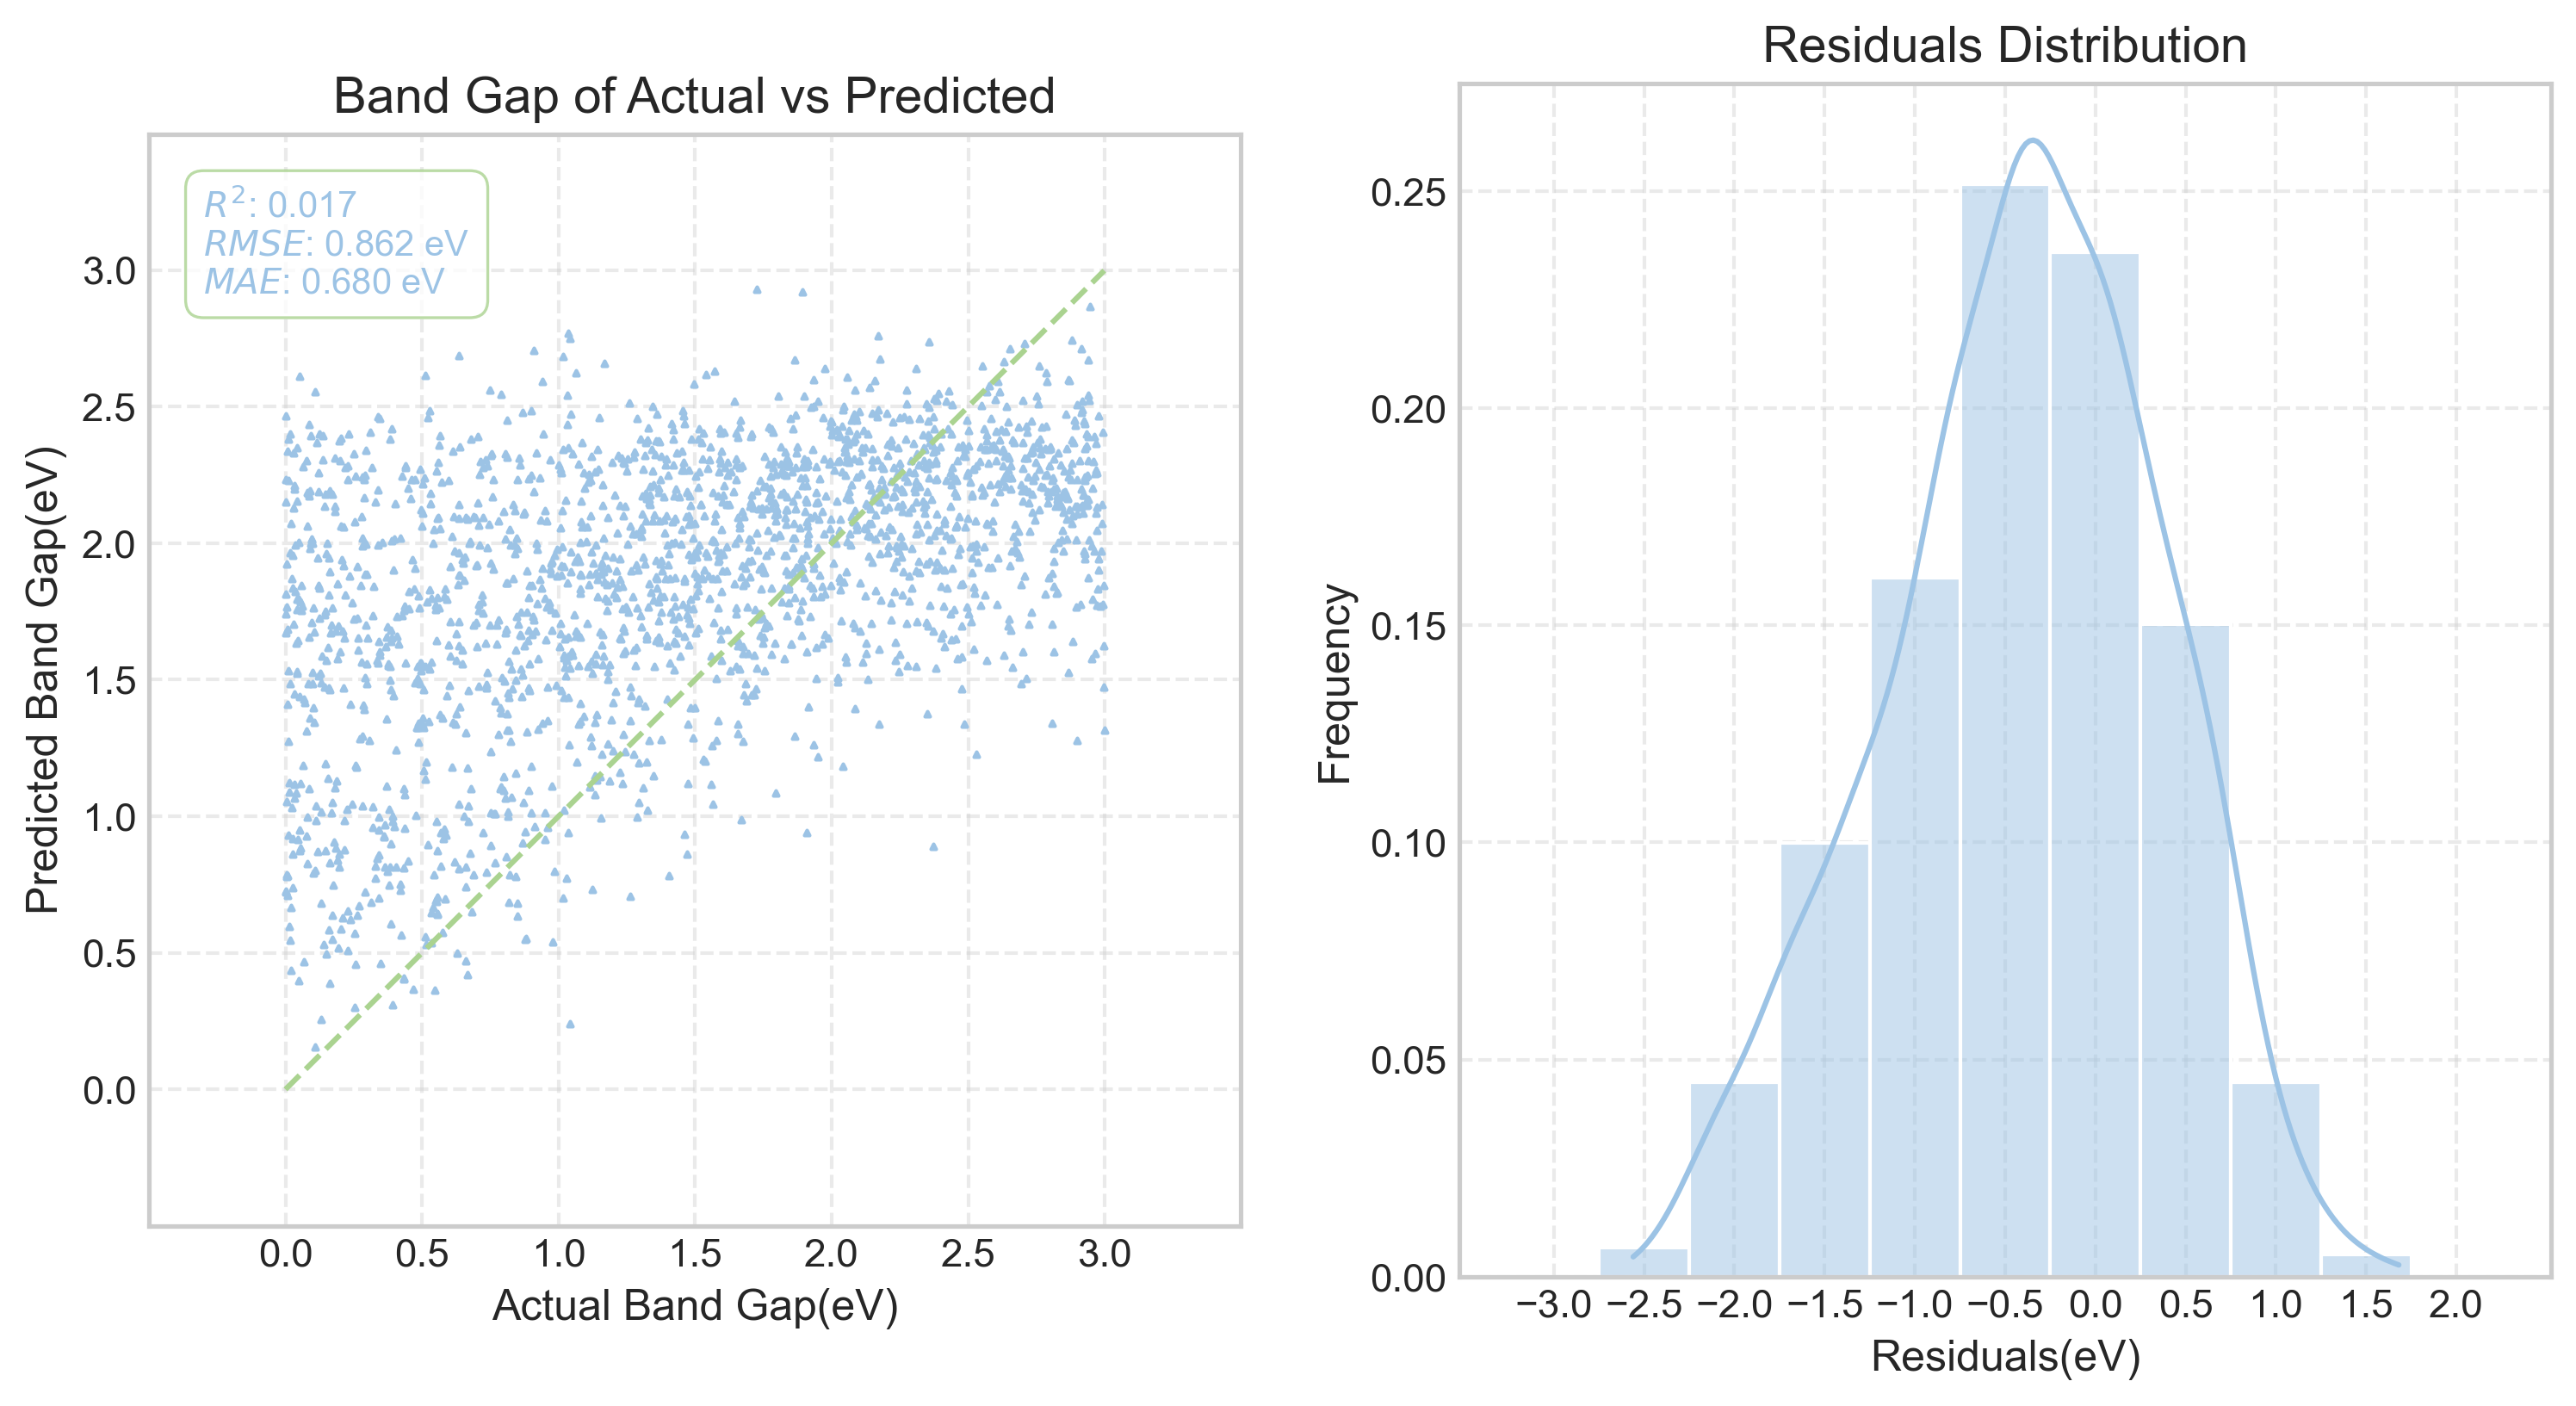 Band Gap of Actual vs Predicted
R²: 0.017
RMSE: 0.862 eV
MAE: 0.680 eV
Predicted Band Gap(eV)
3.0
2.5
2.0
1.5
1.0
0.5
0.0
0.0 0.5 1.0 1.5 2.0 2.5 3.0
Actual Band Gap(eV)
Residuals Distribution
Frequency
0.25
0.20
0.15
0.10
0.05
0.00
−3.0 −2.5 −2.0 −1.5 −1.0 −0.5 0.0 0.5 1.0 1.5 2.0
Residuals(eV)